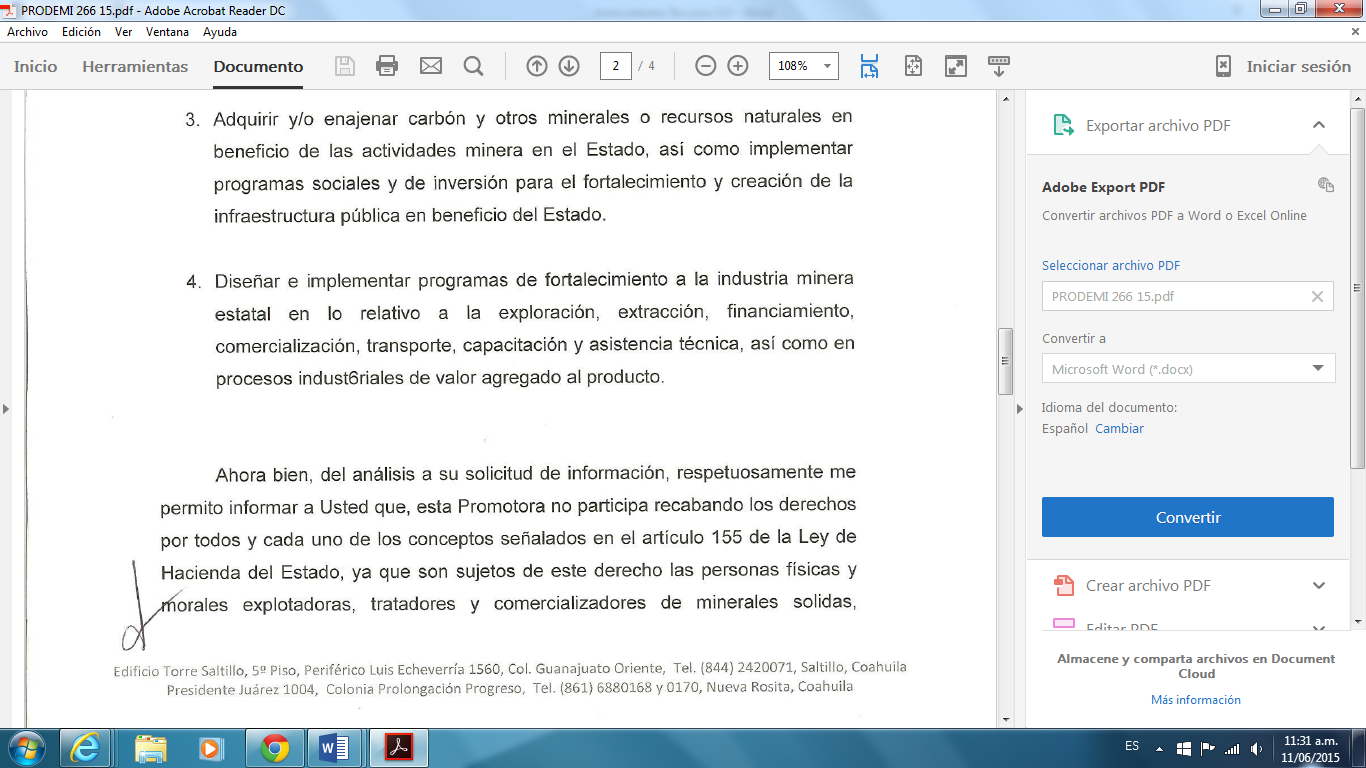 PRODEMI 266 15.pdf - Adobe Acrobat Reader DC
Archivo Edición Ver Ventana Ayuda
Inicio Herramientas Documento 2 / 4 108% Iniciar sesión
3. Adquirir y/o enajenar carbón y otros minerales o recursos naturales en
beneficio de las actividades minera en el Estado, así como implementar
programas sociales y de inversión para el fortalecimiento y creación de la
infraestructura pública en beneficio del Estado.
4. Diseñar e implementar programas de fortalecimiento a la industria minera
estatal en lo relativo a la exploración, extracción, financiamiento,
comercialización, transporte, capacitación y asistencia técnica, así como en
procesos indust6riales de valor agregado al producto.
Ahora bien, del análisis a su solicitud de información, respetuosamente me
permito informar a Usted que, esta Promotora no participa recabando los derechos
por todos y cada uno de los conceptos señalados en el artículo 155 de la Ley de
Hacienda del Estado, ya que son sujetos de este derecho las personas físicas y
morales explotadoras, tratadores y comercializadores de minerales solidas,
Edificio Torre Saltillo, 5º Piso, Periférico Luis Echeverría 1560, Col. Guanajuato Oriente, Tel. (844) 2420071, Saltillo, Coahuila
Presidente Juárez 1004, Colonia Prolongación Progreso, Tel. (861) 6880168 y 0170, Nueva Rosita, Coahuila
Exportar archivo PDF
Adobe Export PDF
Convertir archivos PDF a Word o Excel Online
Seleccionar archivo PDF
PRODEMI 266 15.pdf
Convertir a
Microsoft Word (*.docx)
Idioma del documento:
Español Cambiar
Convertir
Crear archivo PDF
Editar PDF
Almacene y comparta archivos en Document
Cloud
Más información
ES
11:31 a.m.
11/06/2015